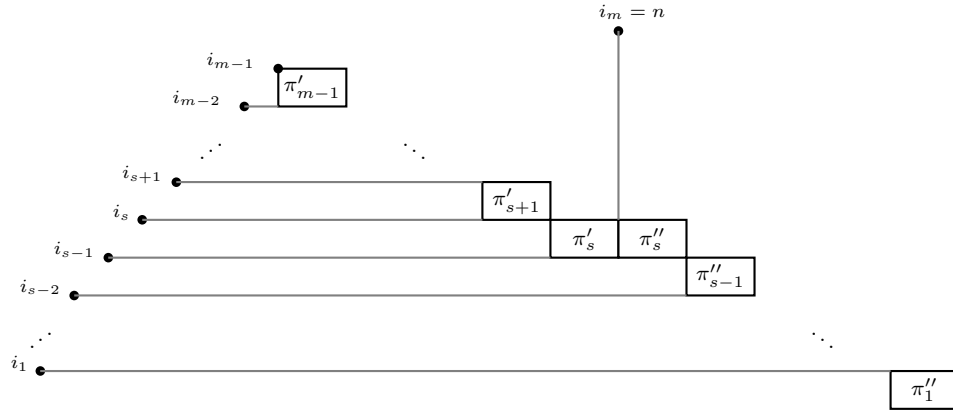 i_m = n
i_{m−1}
π′_{m−1}
i_{m−2}
i_{s+1}
π′_{s+1}
i_s
π′_s π″_s
i_{s−1}
π″_{s−1}
i_{s−2}
i_1
π″_1